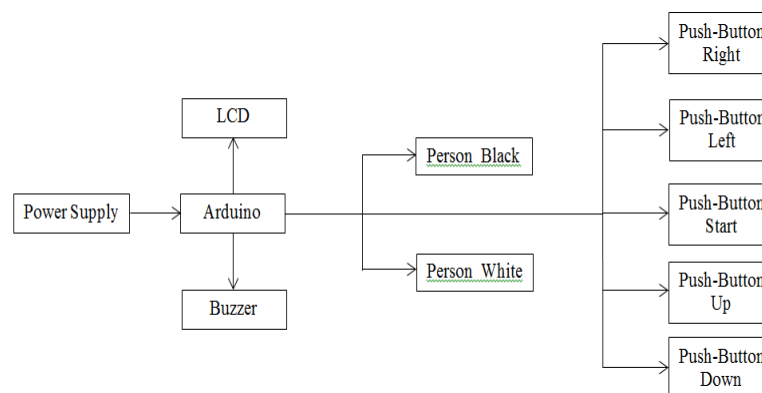 Push-Button
Right
LCD
Push-Button
Left
Person Black
Power Supply
Arduino
Push-Button
Start
Person White
Buzzer
Push-Button
Up
Push-Button
Down